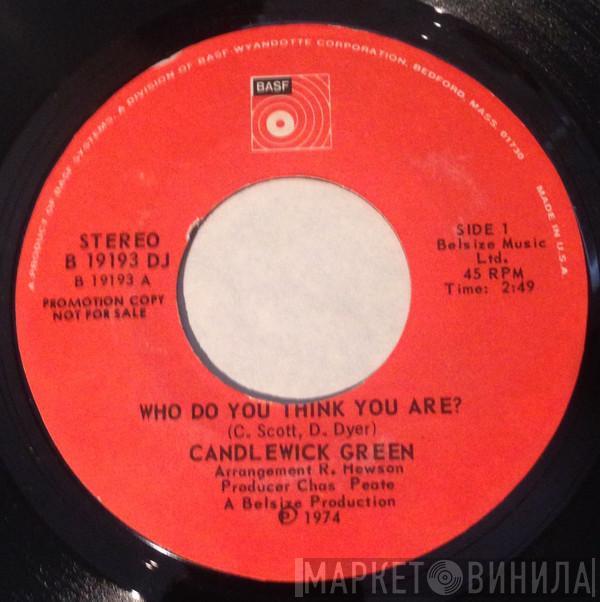 A PRODUCT OF BASF SYSTEMS, A DIVISION OF BASF WYANDOTTE CORPORATION, BEDFORD, MASS. 01730
MADE IN U.S.A.
BASF
STEREO
B 19193 DJ
B 19193 A
PROMOTION COPY
NOT FOR SALE
SIDE 1
Belsize Music
Ltd.
45 RPM
Time: 2:49
WHO DO YOU THINK YOU ARE?
(C. Scott, D. Dyer)
CANDLEWICK GREEN
Arrangement R. Hewson
Producer Chas Peate
A Belsize Production
℗ 1974
МАРКЕТ ВИНИЛА